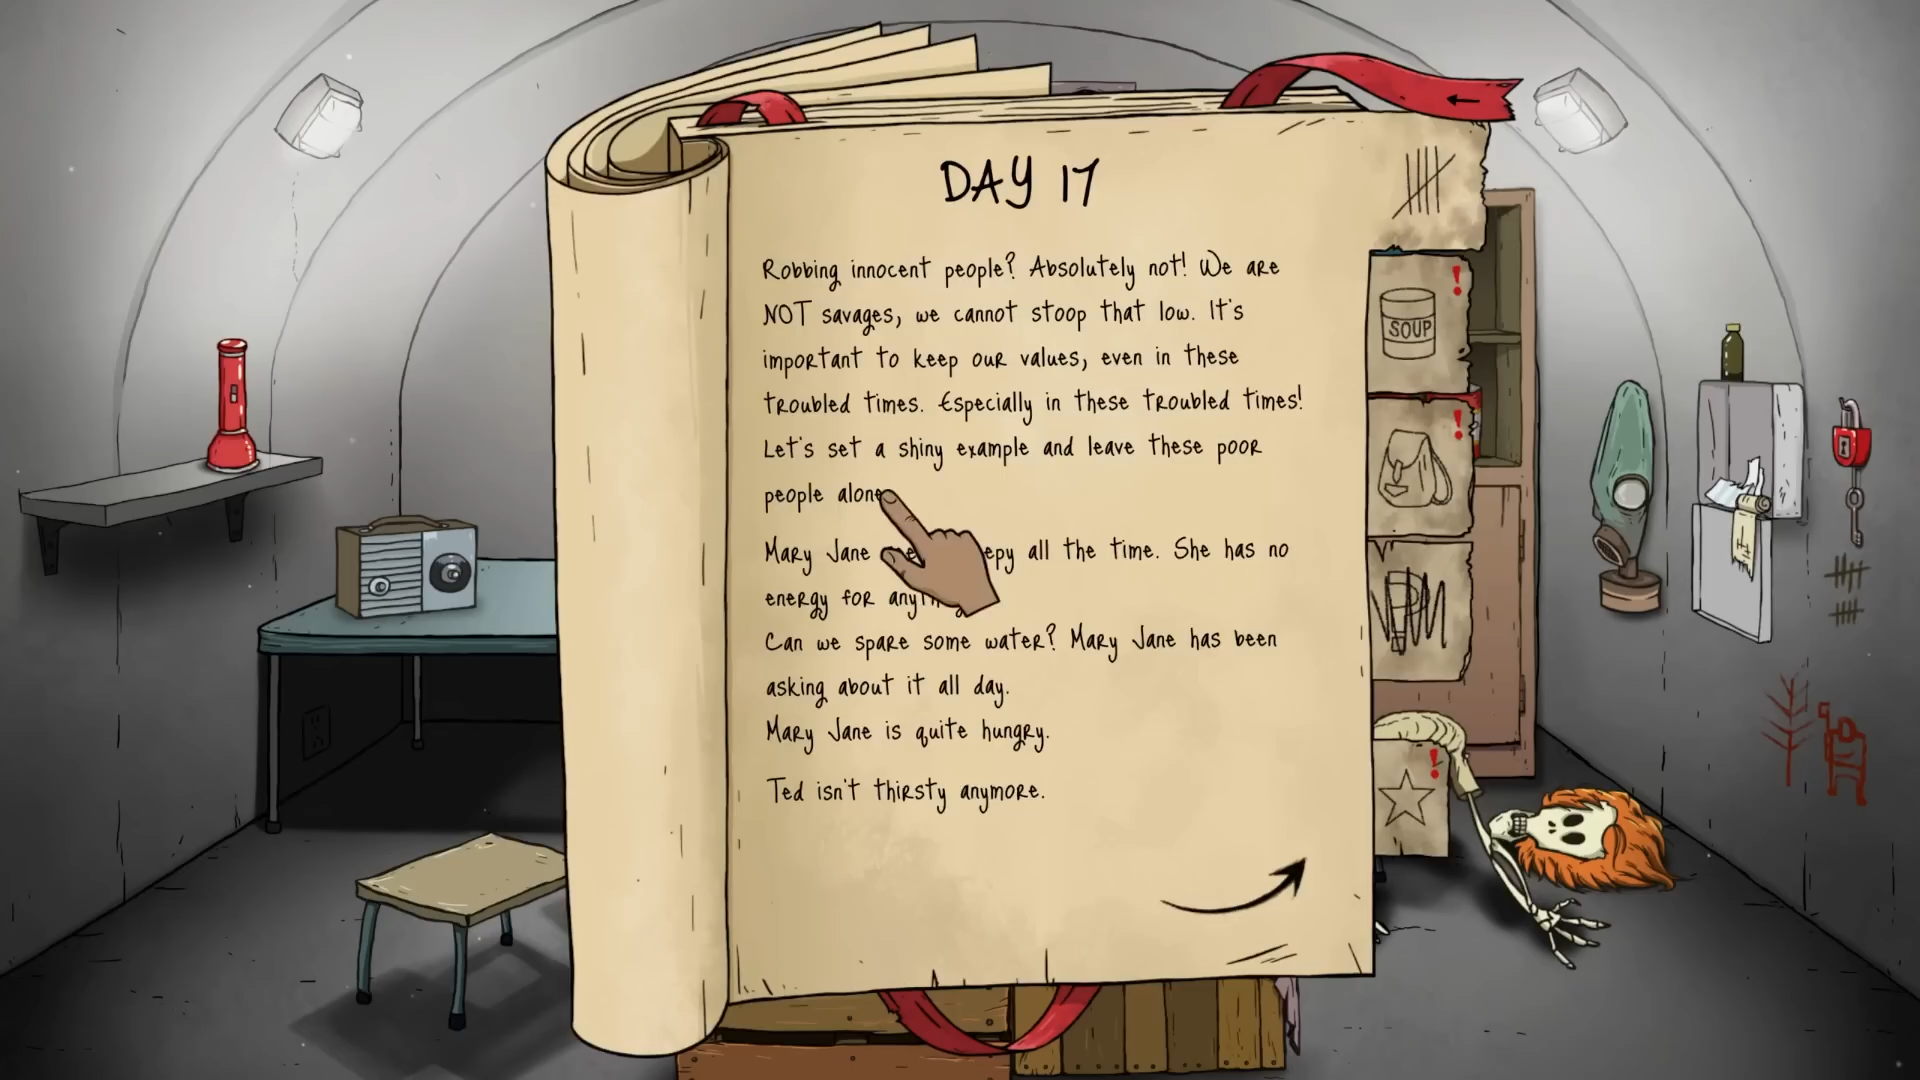 DAY 17
Robbing innocent people? Absolutely not! We are
NOT savages, we cannot stoop that low. It's
important to keep our values, even in these
troubled times. Especially in these troubled times!
Let's set a shiny example and leave these poor
people alone
Mary Jane all the time. She has no
energy for
Can we spare some water? Mary Jane has been
asking about it all day.
Mary Jane is quite hungry.
Ted isn't thirsty anymore.
!
SOUP
!
!